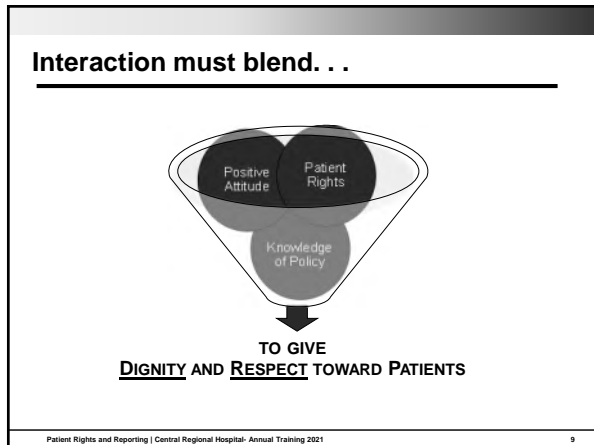 Interaction must blend. . .
Positive
Attitude
Patient
Rights
Knowledge
of Policy
TO GIVE
DIGNITY AND RESPECT TOWARD PATIENTS
Patient Rights and Reporting | Central Regional Hospital- Annual Training 2021
9